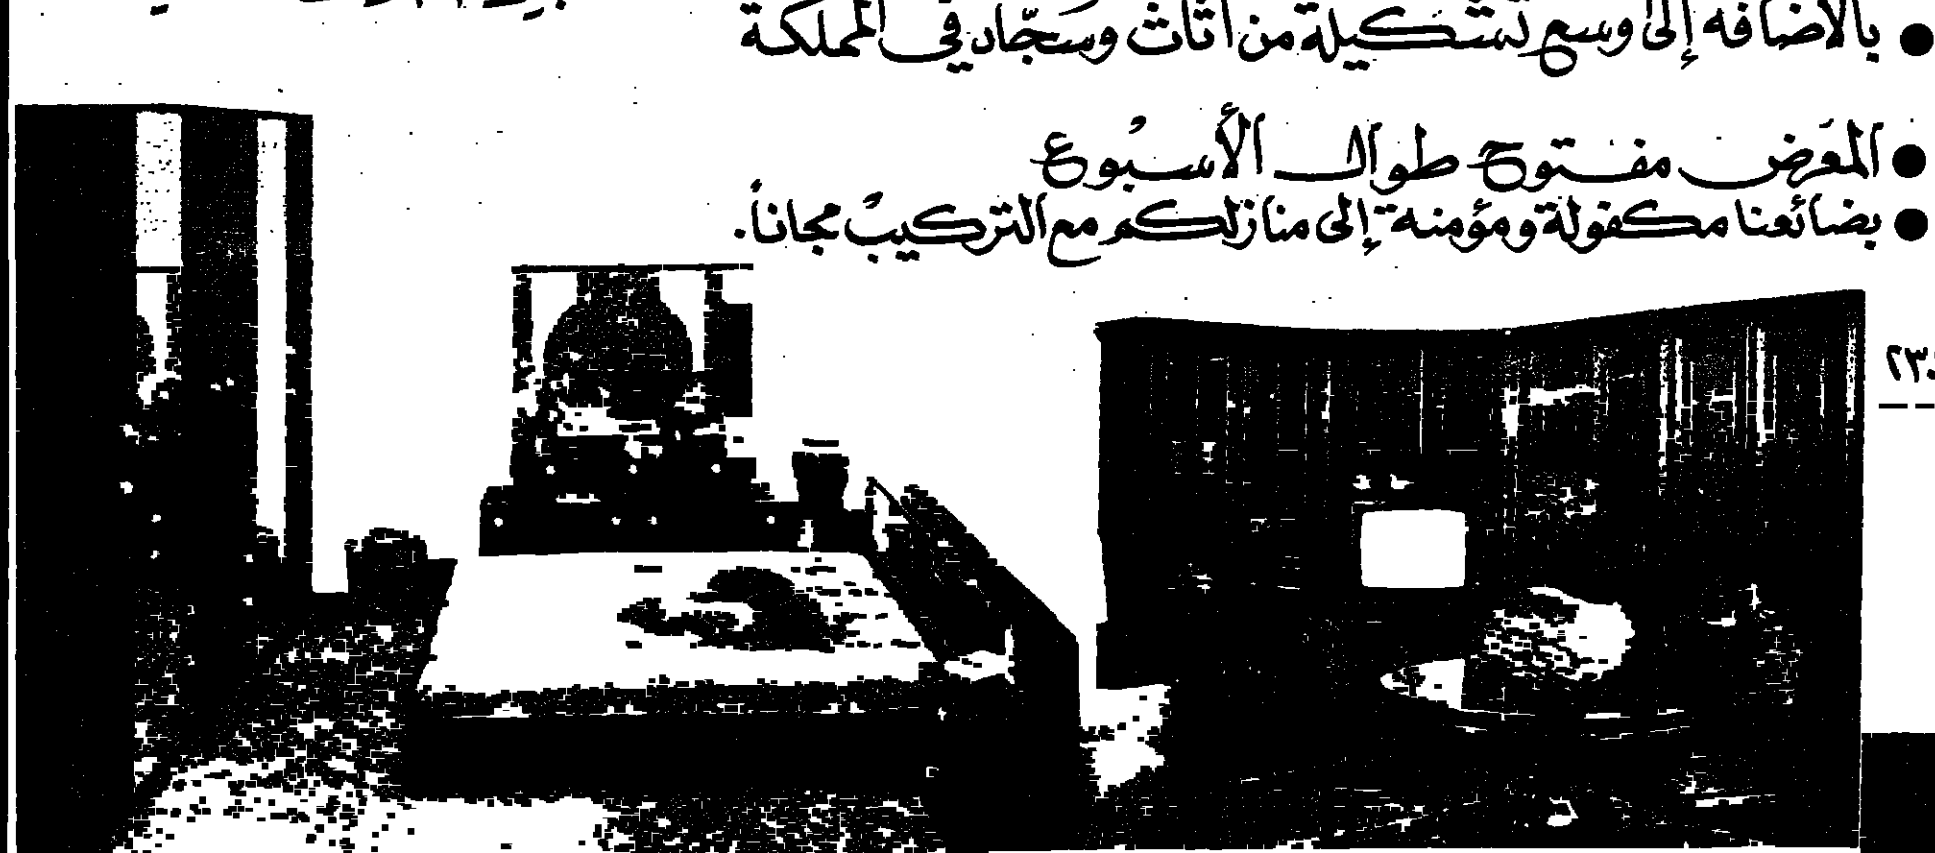 ● بالاضافه إلى وسع تشكيلة من أثاث وسجّاد في المملكة
● المعرض مفتوح طوال الأسبوع
● بضائعنا مكفولة ومؤمنة إلى منازلكم مع التركيب مجاناً.